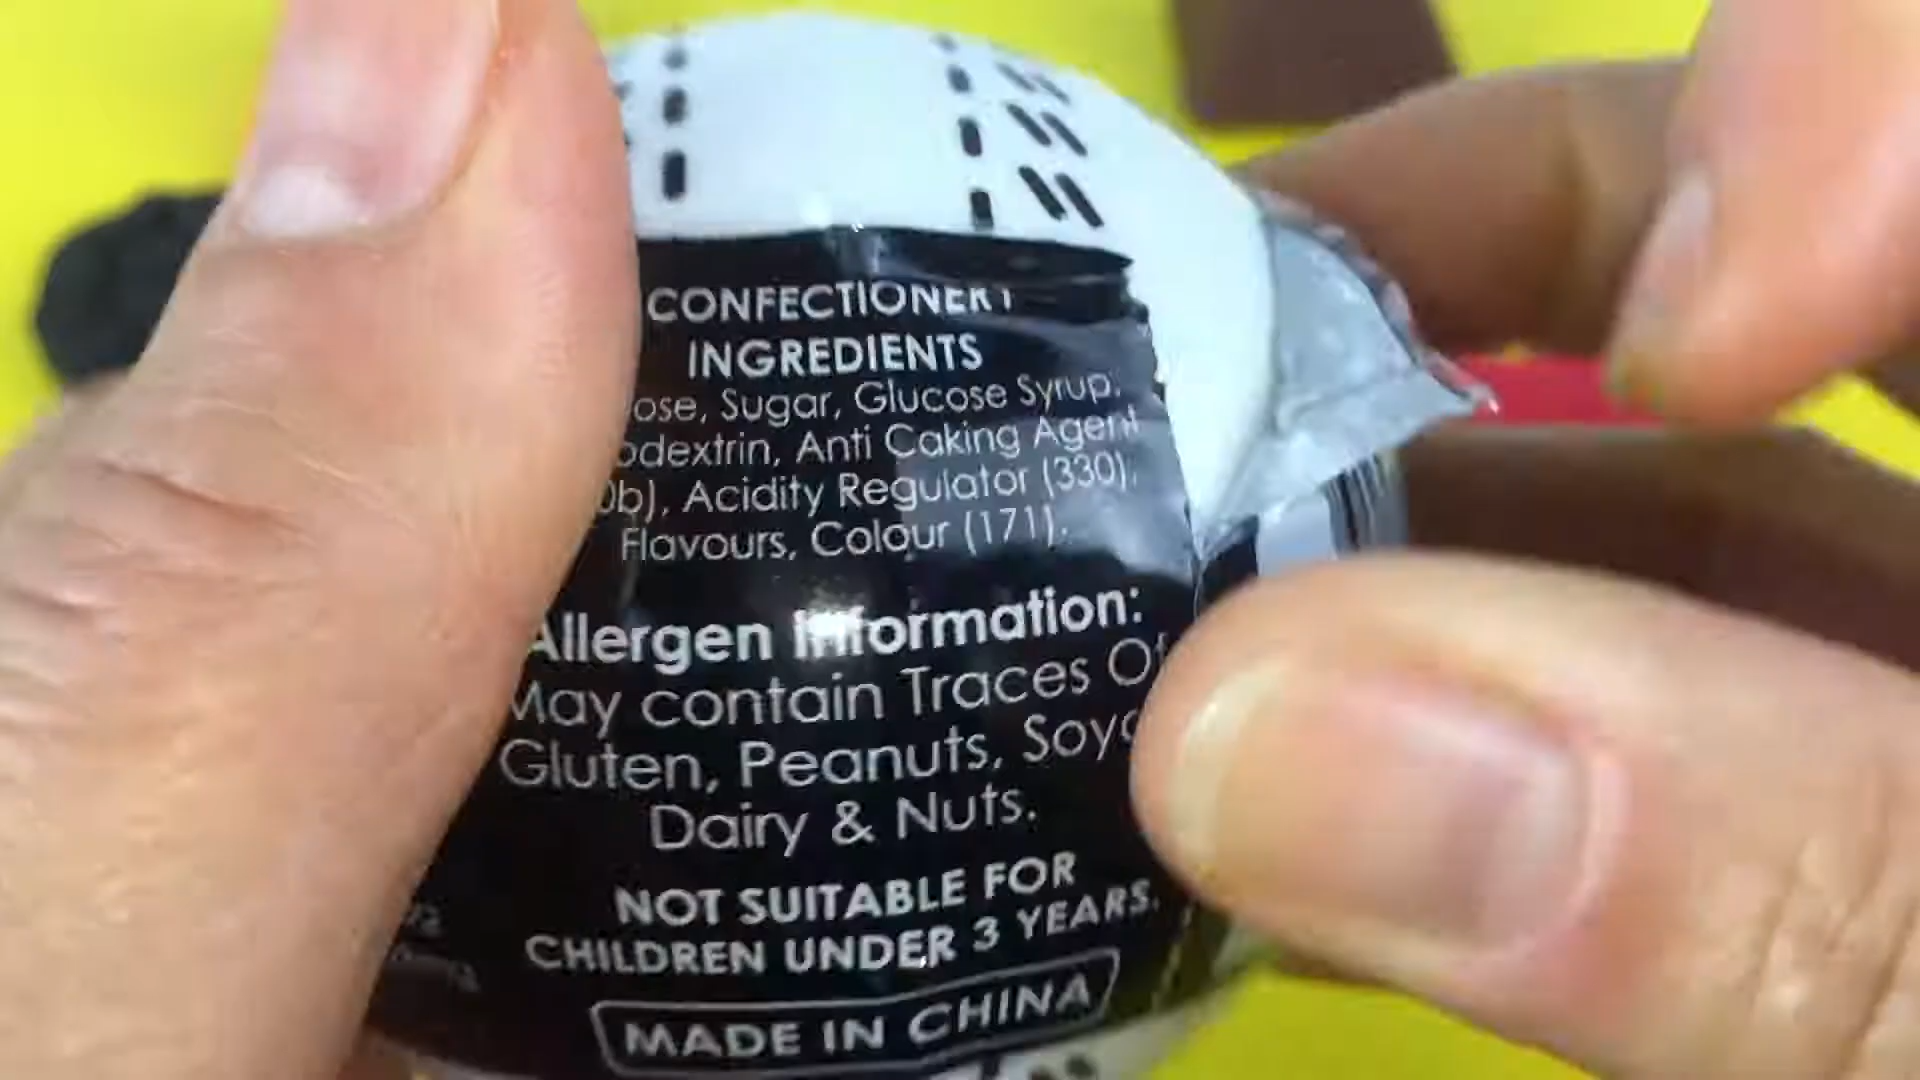 CONFECTIONERY
INGREDIENTS
ose, Sugar, Glucose Syrup,
odextrin, Anti Caking Agent
0b), Acidity Regulator (330),
Flavours, Colour (171).
Allergen Information:
May contain Traces Of
Gluten, Peanuts, Soya
Dairy & Nuts.
NOT SUITABLE FOR
CHILDREN UNDER 3 YEARS.
MADE IN CHINA